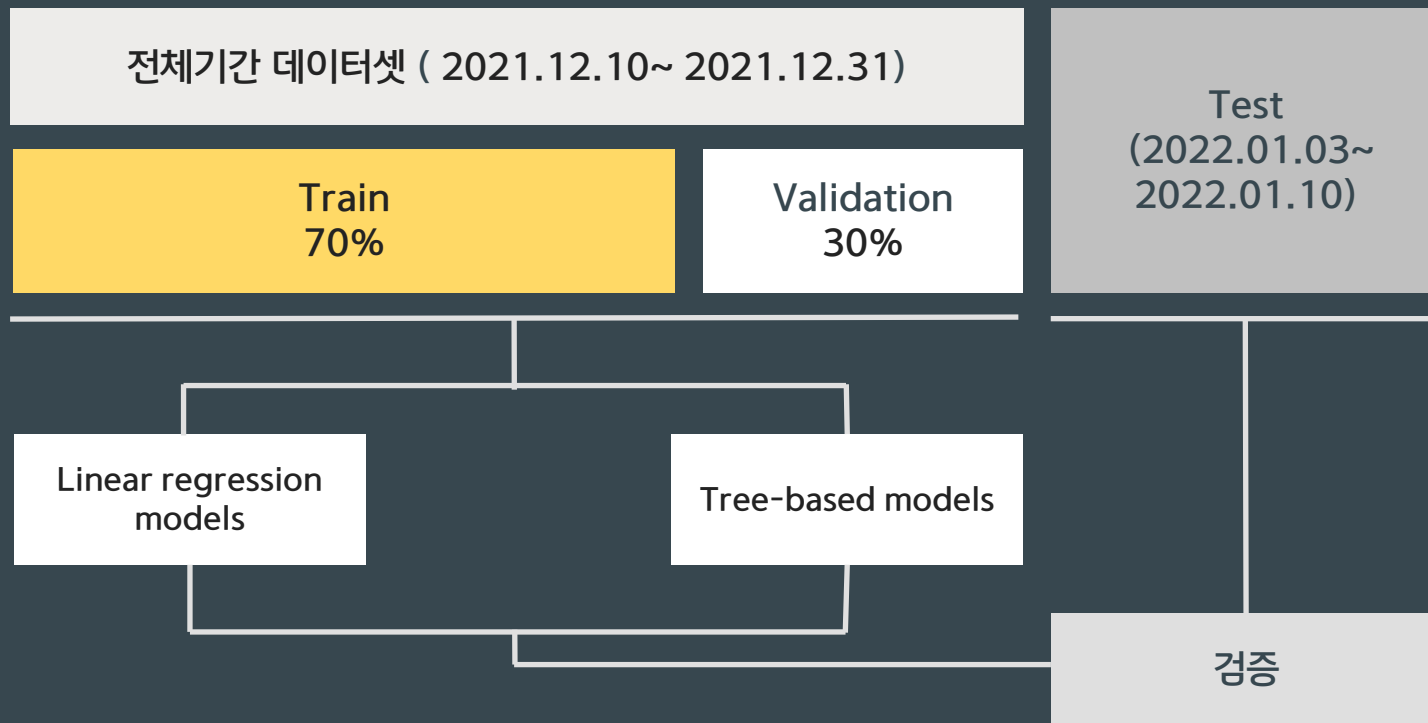 전체기간 데이터셋 ( 2021.12.10~ 2021.12.31)
Train
70%
Validation
30%
Test
(2022.01.03~
2022.01.10)
Linear regression
models
Tree-based models
검증